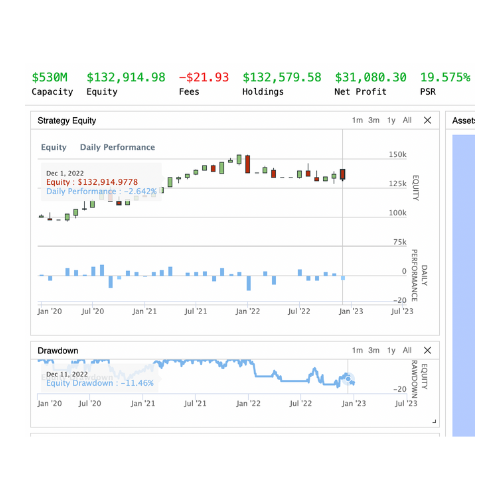 $530M $132,914.98 -$21.93 $132,579.58 $31,080.30 19.575%
Capacity Equity Fees Holdings Net Profit PSR
Strategy Equity 1m 3m 1y All
Assets
Equity Daily Performance
150k
Dec 1, 2022
Equity : $132,914.9778
Daily Performance : -2.642%
125k
100k
75k
EQUITY
0
-20
DAILY
PERFORMANCE
Jan '20 Jul '20 Jan '21 Jul '21 Jan '22 Jul '22 Jan '23 Jul '23
Drawdown 1m 3m 1y All
Dec 11, 2022
Equity Drawdown : -11.46%
-20
EQUITY
RAWDOWN
Jan '20 Jul '20 Jan '21 Jul '21 Jan '22 Jul '22 Jan '23 Jul '23